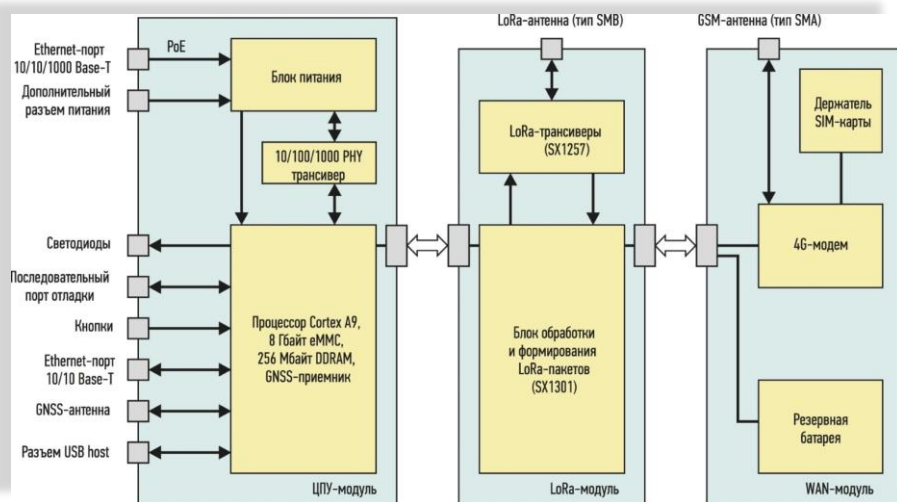 LoRa-антенна (тип SMB)
GSM-антенна (тип SMA)
Ethernet-порт
10/10/1000 Base-T
PoE
Дополнительный
разъем питания
Блок питания
10/100/1000 PHY
трансивер
Светодиоды
Последовательный
порт отладки
Кнопки
Ethernet-порт
10/10 Base-T
GNSS-антенна
Разъем USB host
Процессор Cortex A9,
8 Гбайт eMMC,
256 Мбайт DDRAM,
GNSS-приемник
ЦПУ-модуль
LoRa-трансиверы
(SX1257)
Блок обработки
и формирования
LoRa-пакетов
(SX1301)
LoRa-модуль
Держатель
SIM-карты
4G-модем
Резервная
батарея
WAN-модуль